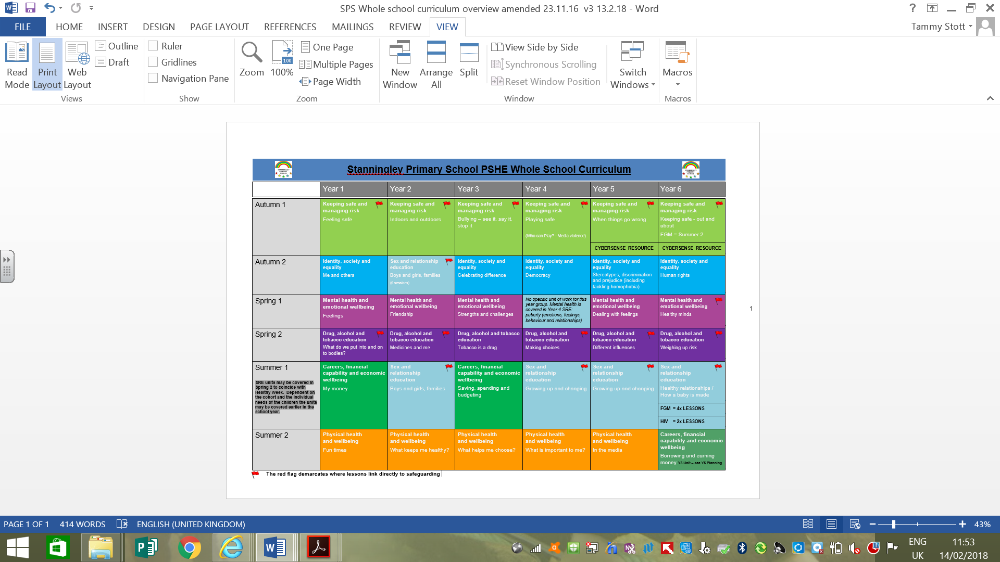 SPS Whole school curriculum overview amended 23.11.16  v3 13.2.18 - Word
FILE
HOME
INSERT
DESIGN
PAGE LAYOUT
REFERENCES
MAILINGS
REVIEW
VIEW
Tammy Stott
Read Mode
Print Layout
Web Layout
Outline
Draft
Views
Ruler
Gridlines
Navigation Pane
Show
Zoom
100
100%
One Page
Multiple Pages
Page Width
Zoom
New Window
Arrange All
Split
View Side by Side
Synchronous Scrolling
Reset Window Position
Window
Switch Windows
Macros
Macros
Stanningley Primary School PSHE Whole School Curriculum
Year 1
Year 2
Year 3
Year 4
Year 5
Year 6
Autumn 1
Keeping safe and
managing risk
Feeling safe
Keeping safe and
managing risk
Indoors and outdoors
Keeping safe and
managing risk
Bullying – see it, say it,
stop it
Keeping safe and
managing risk
Playing safe
(Who can Play? - Media violence)
Keeping safe and
managing risk
When things go wrong
CYBERSENSE  RESOURCE
Keeping safe and
managing risk
Keeping safe - out and
about
FGM = Summer 2
CYBERSENSE  RESOURCE
Autumn 2
Identity, society and
equality
Me and others
Sex and relationship
education
Boys and girls, families
(6 sessions)
Identity, society and
equality
Celebrating difference
Identity, society and
equality
Democracy
Identity, society and
equality
Stereotypes, discrimination
and prejudice (including
tackling homophobia)
Identity, society and
equality
Human rights
Spring 1
Mental health and
emotional wellbeing
Feelings
Mental health and
emotional wellbeing
Friendship
Mental health and
emotional wellbeing
Strengths and challenges
No specific unit of work for this
year group. Mental health is
covered in Year 4 SRE:
puberty (emotions, feelings,
behaviour and relationships)
Mental health and
emotional wellbeing
Dealing with feelings
Mental health and
emotional wellbeing
Healthy minds
1
Spring 2
Drug, alcohol and
tobacco education
What do we put into and on
to bodies?
Drug, alcohol and
tobacco education
Medicines and me
Drug, alcohol and tobacco
education
Tobacco is a drug
Drug, alcohol and
tobacco education
Making choices
Drug, alcohol and
tobacco education
Different influences
Drug, alcohol and
tobacco education
Weighing up risk
Summer 1
SRE units may be covered in
Spring 2 to coincide with
Healthy Week.  Dependent on
the cohort and the individual
needs of the children the units
may be covered earlier in the
school year.
Careers, financial
capability and economic
wellbeing
My money
Sex and
relationship
education
Boys and girls, families
Careers, financial
capability and economic
wellbeing
Saving, spending and
budgeting
Sex and
relationship
education
Growing up and changing
Sex and
relationship
education
Growing up and changing
Sex and
relationship
education
Healthy relationships /
How a baby is made
FGM  = 4x LESSONS
HIV    = 2x LESSONS
Summer 2
Physical health
and wellbeing
Fun times
Physical health
and wellbeing
What keeps me healthy?
Physical health
and wellbeing
What helps me choose?
Physical health
and wellbeing
What is important to me?
Physical health
and wellbeing
In the media
Careers, financial
capability and economic
wellbeing
Borrowing and earning
money Y5 Unit – see Y5 Planning
The red flag demarcates where lessons link directly to safeguarding
PAGE 1 OF 1
414 WORDS
ENGLISH (UNITED KINGDOM)
43%
ENG
UK
11:53
14/02/2018